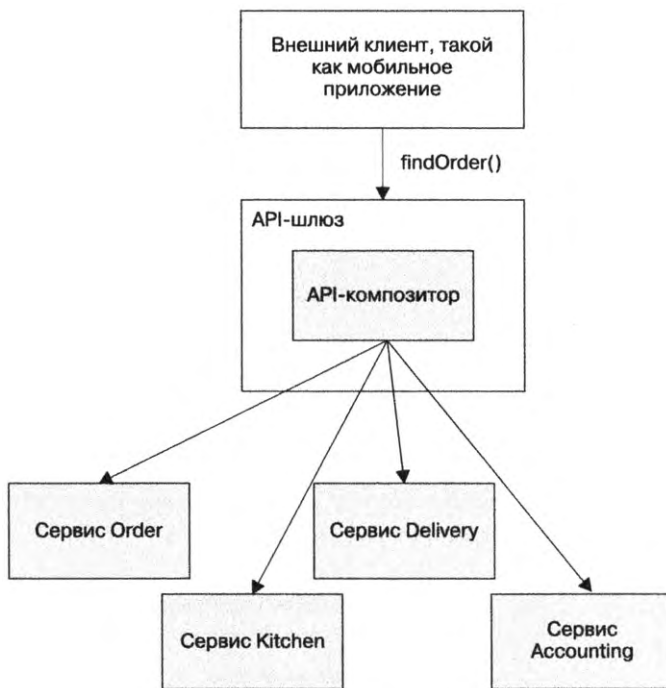 Внешний клиент, такой
как мобильное
приложение
findOrder()
API-шлюз
API-композитор
Сервис Order
Сервис Delivery
Сервис Kitchen
Сервис
Accounting